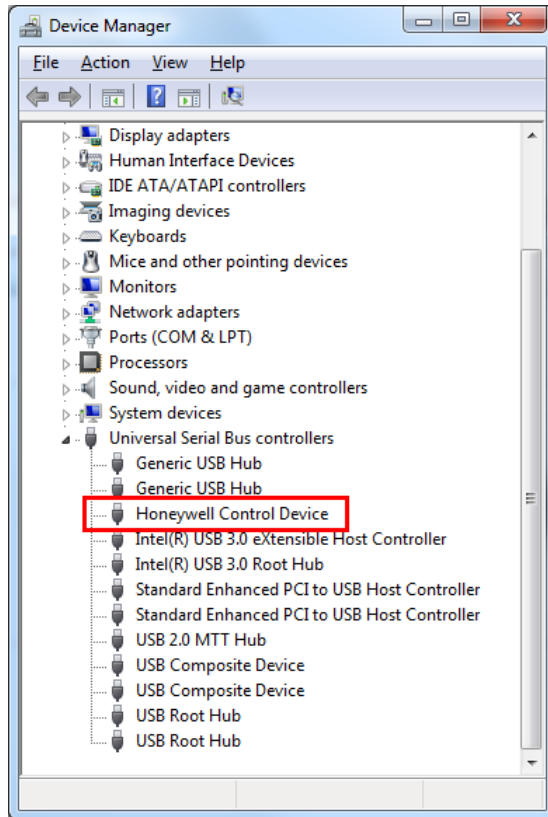 Device Manager
File Action View Help
Display adapters
Human Interface Devices
IDE ATA/ATAPI controllers
Imaging devices
Keyboards
Mice and other pointing devices
Monitors
Network adapters
Ports (COM & LPT)
Processors
Sound, video and game controllers
System devices
Universal Serial Bus controllers
Generic USB Hub
Generic USB Hub
Honeywell Control Device
Intel(R) USB 3.0 eXtensible Host Controller
Intel(R) USB 3.0 Root Hub
Standard Enhanced PCI to USB Host Controller
Standard Enhanced PCI to USB Host Controller
USB 2.0 MTT Hub
USB Composite Device
USB Composite Device
USB Root Hub
USB Root Hub